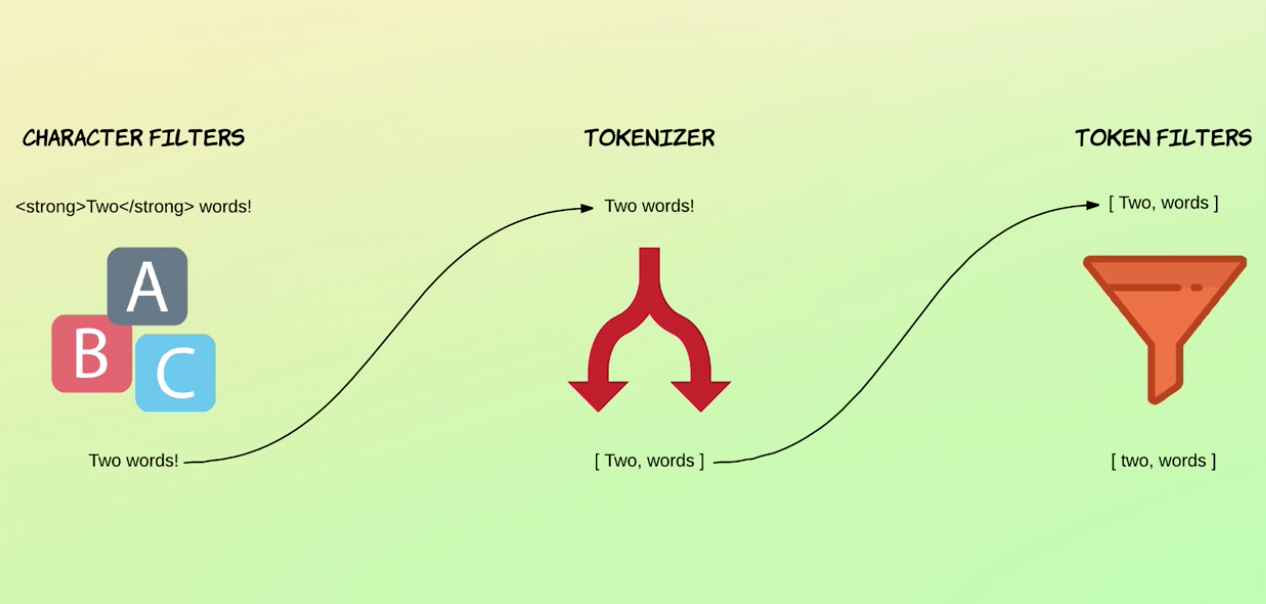 CHARACTER FILTERS
<strong>Two</strong> words!
A
B
C
Two words!
TOKENIZER
Two words!
[ Two, words ]
TOKEN FILTERS
[ Two, words ]
[ two, words ]